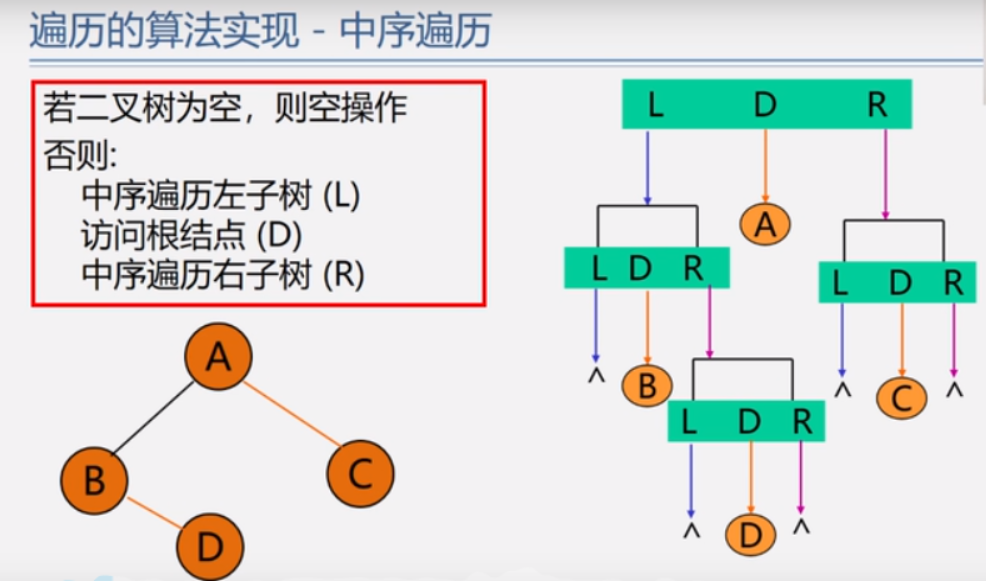 遍历的算法实现 - 中序遍历
若二叉树为空，则空操作
否则:
中序遍历左子树 (L)
访问根结点 (D)
中序遍历右子树 (R)
A
B
C
D
L D R
A
L D R
L D R
^
B
^
C
^
L D R
^
D
^